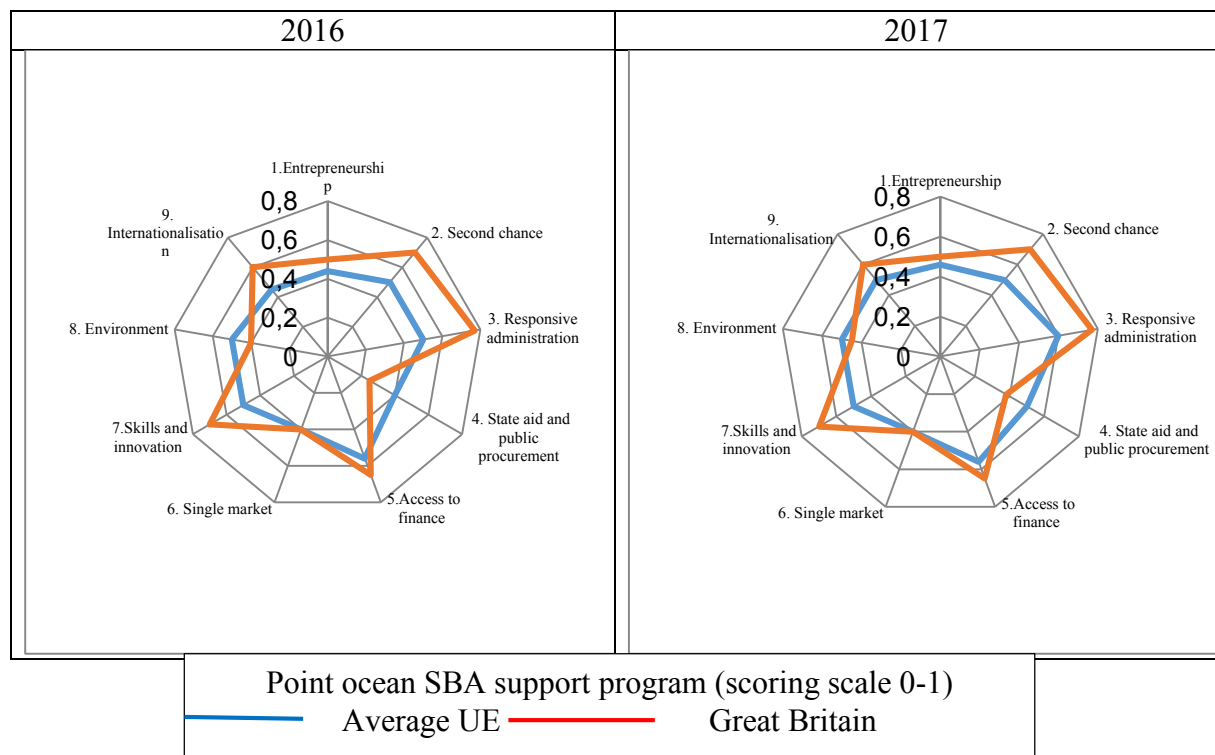 2016
2017
1.Entrepreneurshi
p
0,8
0,6
0,4
0,2
0
2. Second chance
3. Responsive
administration
4. State aid and
public
procurement
5.Access to
finance
6. Single market
7.Skills and
innovation
8. Environment
9.
Internationalisatio
n
1.Entrepreneurship
0,8
0,6
0,4
0,2
0
2. Second chance
3. Responsive
administration
4. State aid and
public procurement
5.Access to
finance
6. Single market
7.Skills and
innovation
8. Environment
9.
Internationalisation
Point ocean SBA support program (scoring scale 0-1)
Average UE Great Britain